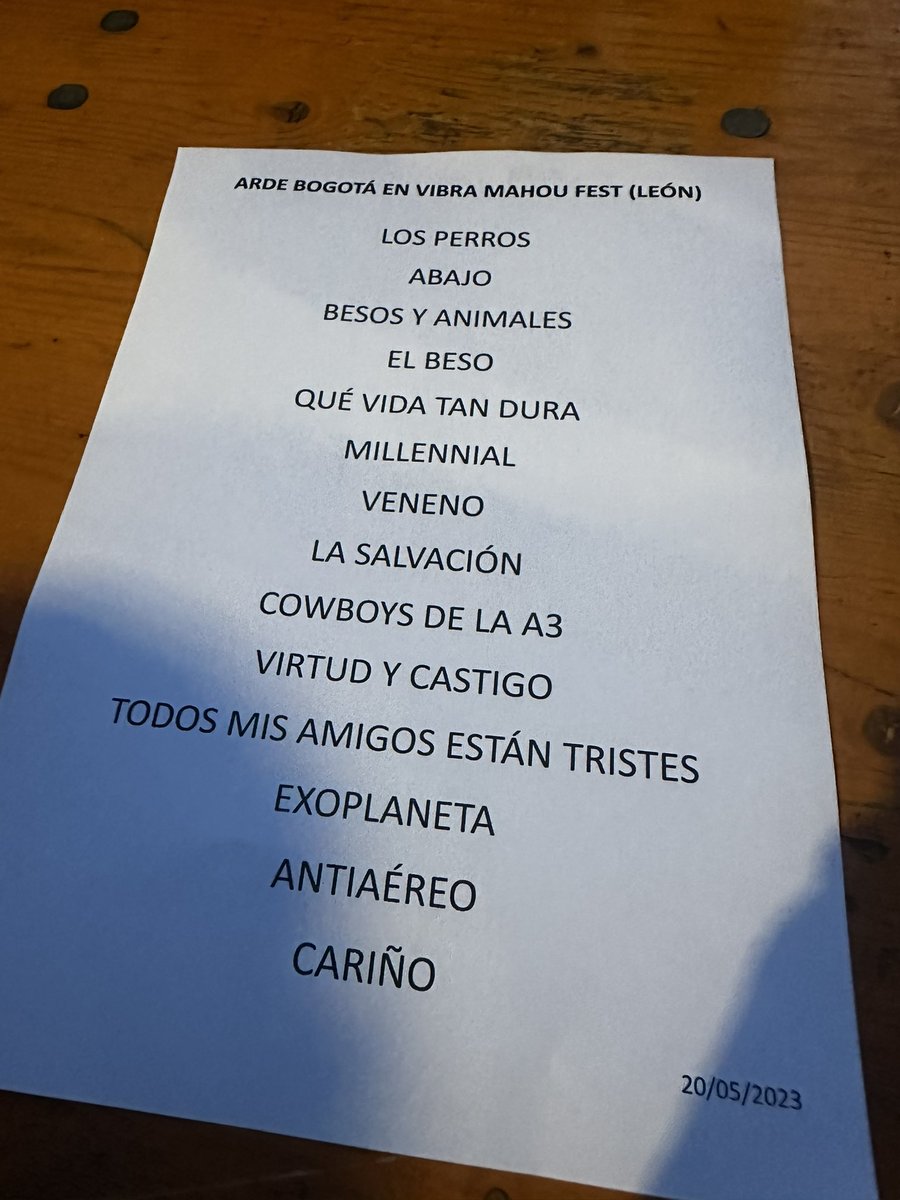 ARDE BOGOTÁ EN VIBRA MAHOU FEST (LEÓN)
LOS PERROS
ABAJO
BESOS Y ANIMALES
EL BESO
QUÉ VIDA TAN DURA
MILLENNIAL
VENENO
LA SALVACIÓN
COWBOYS DE LA A3
VIRTUD Y CASTIGO
TODOS MIS AMIGOS ESTÁN TRISTES
EXOPLANETA
ANTIAÉREO
CARIÑO
20/05/2023